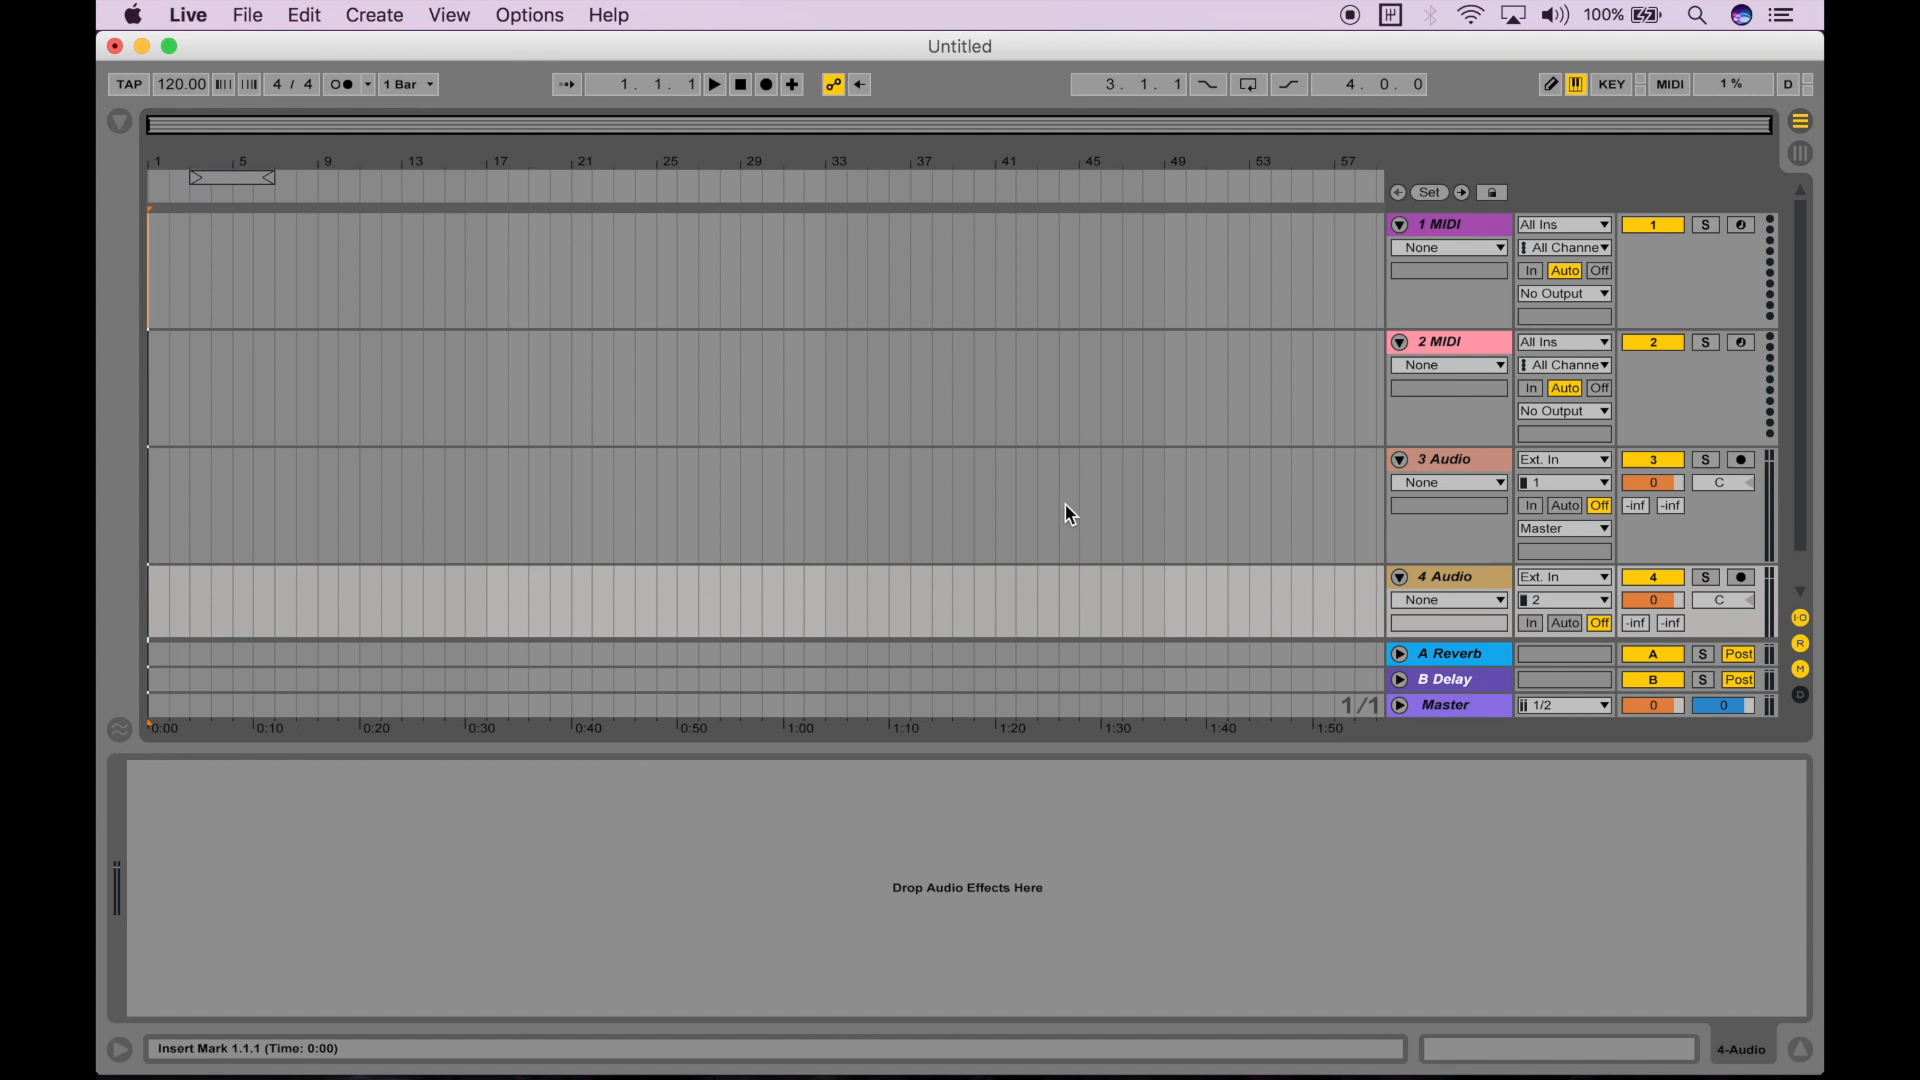 Live File Edit Create View Options Help 100%
Untitled
TAP 120.00 4 / 4 1 Bar 1. 1. 1 3. 1. 1 4. 0. 0 KEY MIDI 1 % D
1 5 9 13 17 21 25 29 33 37 41 45 49 53 57
Set
1 MIDI All Ins 1 S
None All Channe
In Auto Off
No Output
2 MIDI All Ins 2 S
None All Channe
In Auto Off
No Output
3 Audio Ext. In 3 S
None 1 0 C
In Auto Off -inf -inf
Master
4 Audio Ext. In 4 S
None 2 0 C
In Auto Off -inf -inf
I·O
A Reverb A S Post R
M
B Delay B S Post
D
1/1 Master 1/2 0 0
0:00 0:10 0:20 0:30 0:40 0:50 1:00 1:10 1:20 1:30 1:40 1:50
Drop Audio Effects Here
Insert Mark 1.1.1 (Time: 0:00) 4-Audio